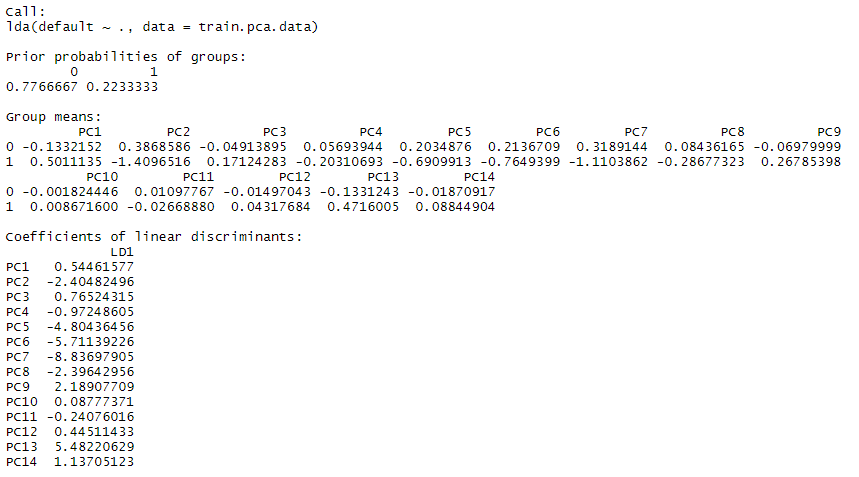 Call:
lda(default ~ ., data = train.pca.data)
Prior probabilities of groups:
0 1
0.7766667 0.2233333
Group means:
PC1 PC2 PC3 PC4 PC5 PC6 PC7 PC8 PC9
0 -0.1332152 0.3868586 -0.04913895 0.05693944 0.2034876 0.2136709 0.3189144 0.08436165 -0.06979999
1 0.5011135 -1.4096516 0.17124283 -0.20310693 -0.6909913 -0.7649399 -1.1103862 -0.28677323 0.26785398
PC10 PC11 PC12 PC13 PC14
0 -0.001824446 0.01097767 -0.01497043 -0.1331243 -0.01870917
1 0.008671600 -0.02668880 0.04317684 0.4716005 0.08844904
Coefficients of linear discriminants:
LD1
PC1 0.54461577
PC2 -2.40482496
PC3 0.76524315
PC4 -0.97248605
PC5 -4.80436456
PC6 -5.71139226
PC7 -8.83697905
PC8 -2.39642956
PC9 2.18907709
PC10 0.08777371
PC11 -0.24076016
PC12 0.44511433
PC13 5.48220629
PC14 1.13705123